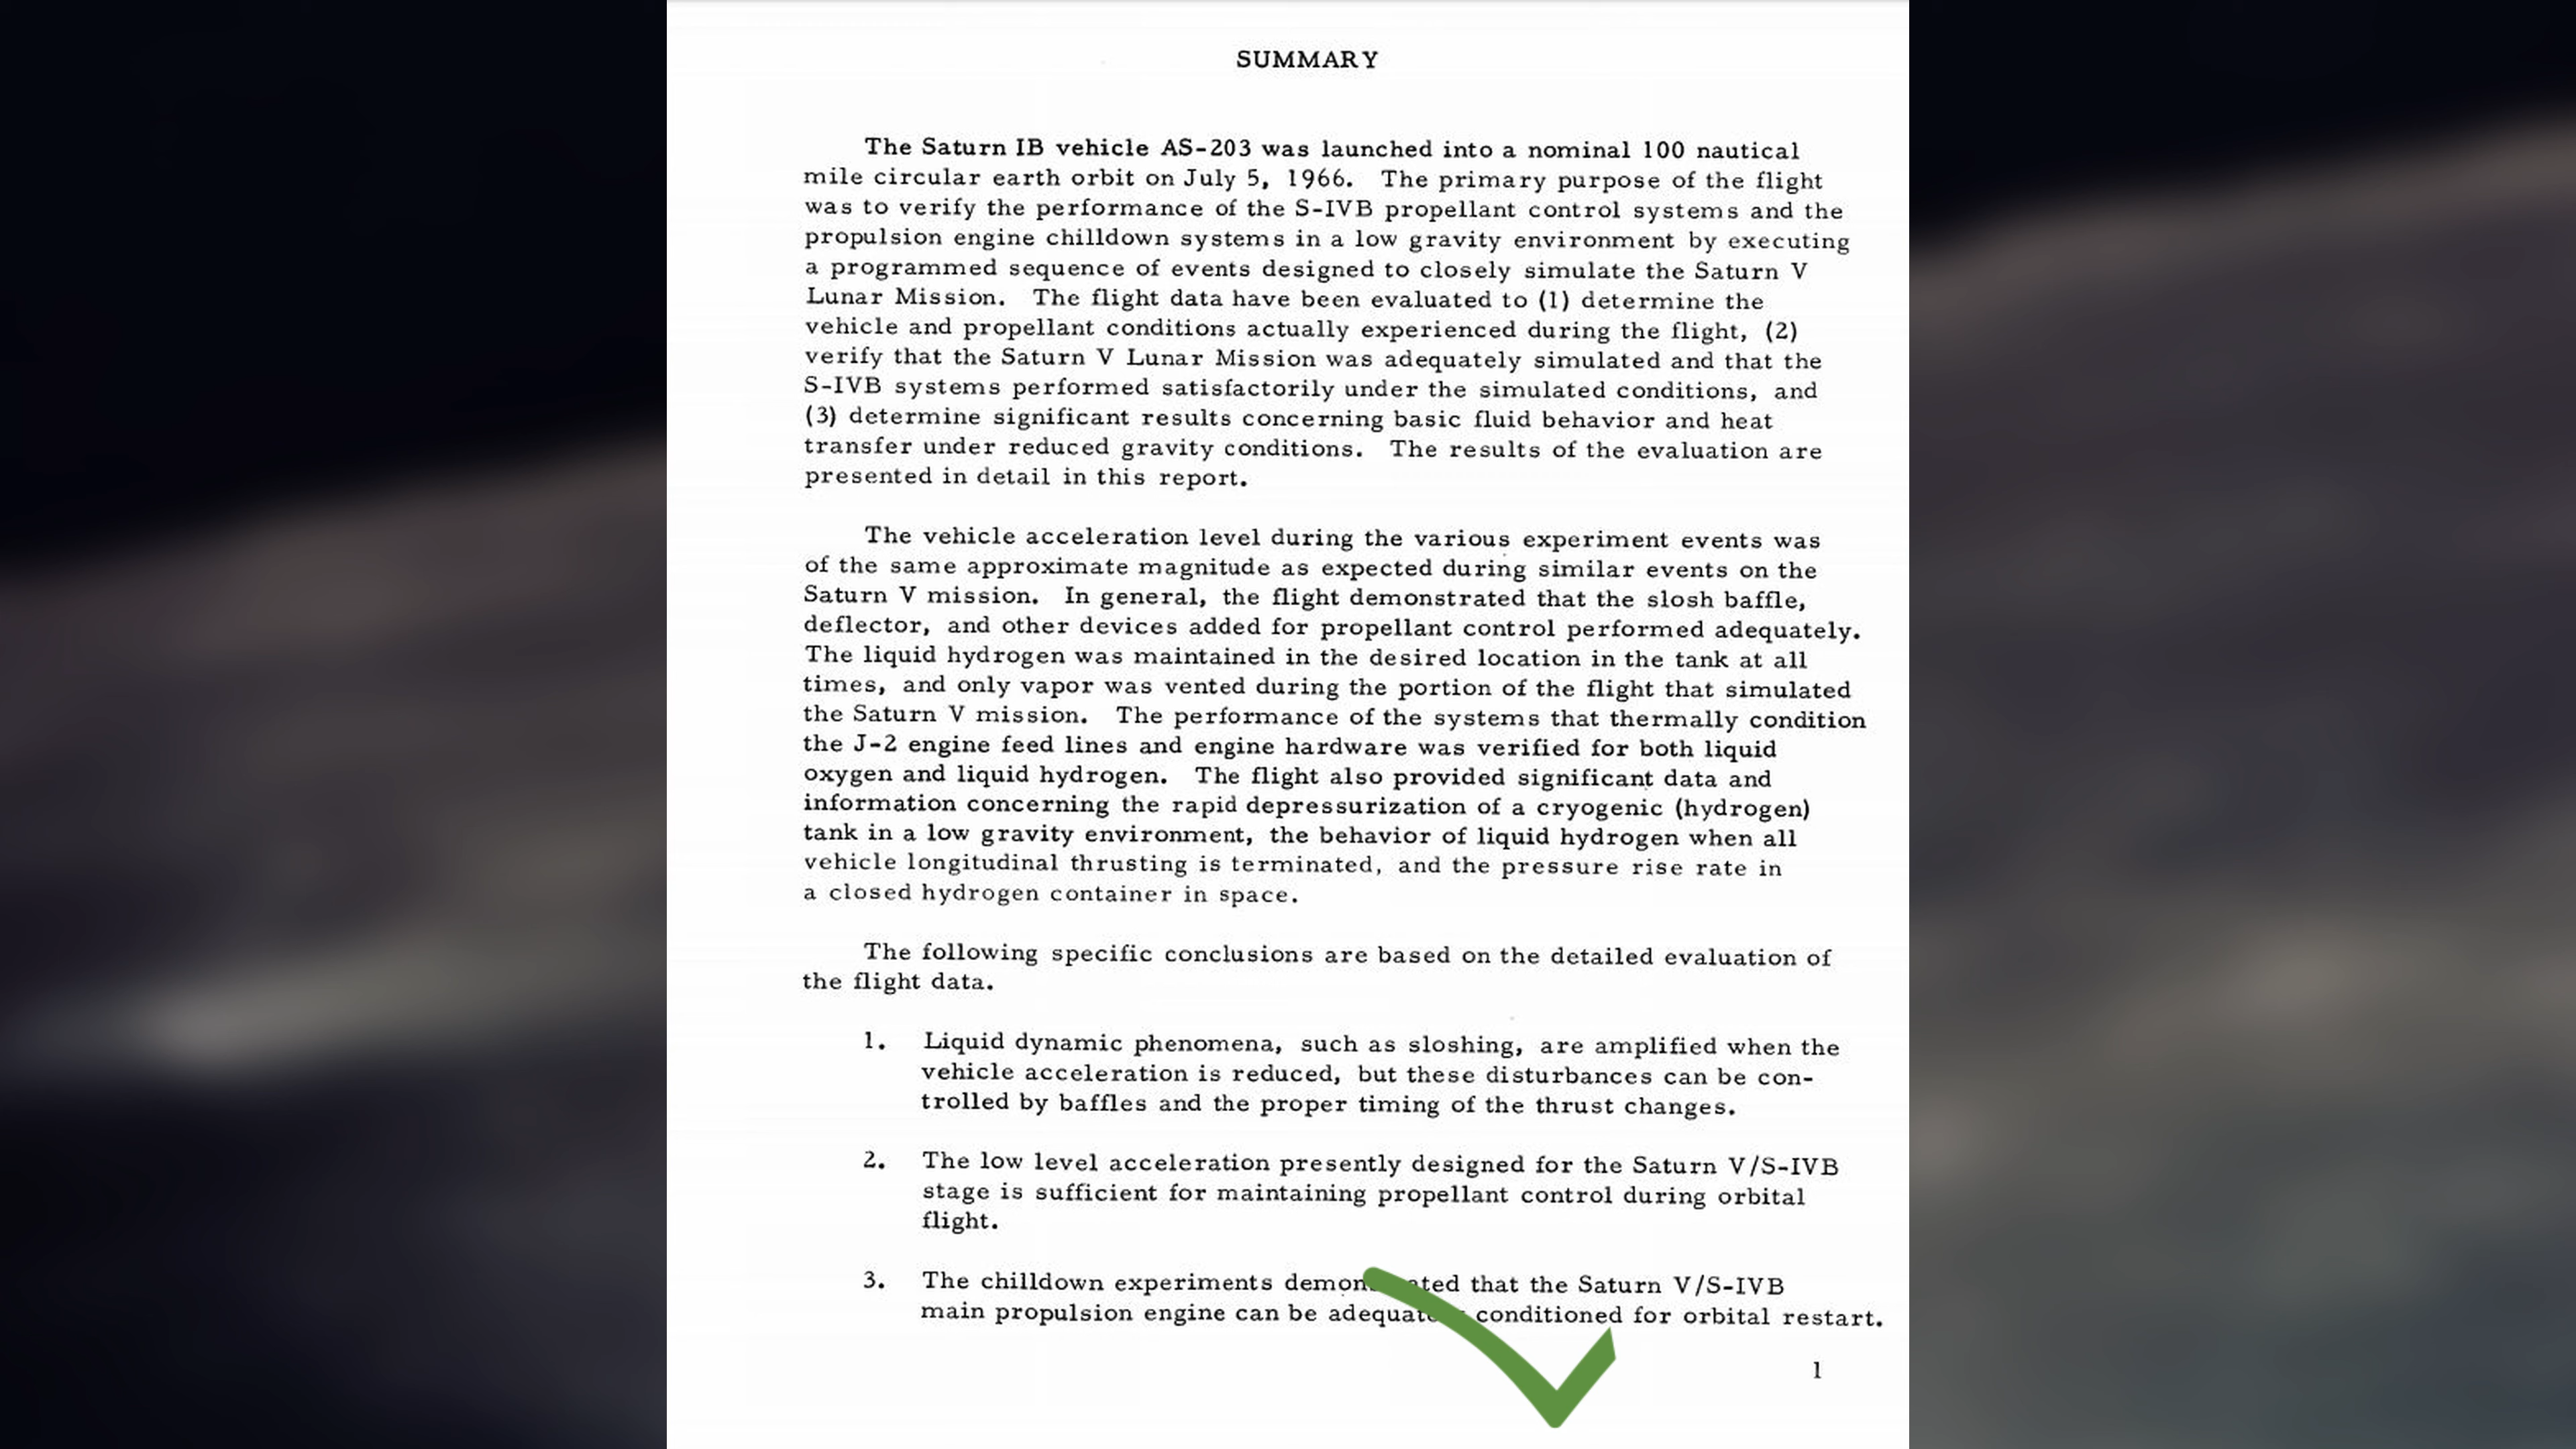 SUMMARY
The Saturn IB vehicle AS-203 was launched into a nominal 100 nautical
mile circular earth orbit on July 5, 1966. The primary purpose of the flight
was to verify the performance of the S-IVB propellant control systems and the
propulsion engine chilldown systems in a low gravity environment by executing
a programmed sequence of events designed to closely simulate the Saturn V
Lunar Mission. The flight data have been evaluated to (1) determine the
vehicle and propellant conditions actually experienced during the flight, (2)
verify that the Saturn V Lunar Mission was adequately simulated and that the
S-IVB systems performed satisfactorily under the simulated conditions, and
(3) determine significant results concerning basic fluid behavior and heat
transfer under reduced gravity conditions. The results of the evaluation are
presented in detail in this report.
The vehicle acceleration level during the various experiment events was
of the same approximate magnitude as expected during similar events on the
Saturn V mission. In general, the flight demonstrated that the slosh baffle,
deflector, and other devices added for propellant control performed adequately.
The liquid hydrogen was maintained in the desired location in the tank at all
times, and only vapor was vented during the portion of the flight that simulated
the Saturn V mission. The performance of the systems that thermally condition
the J-2 engine feed lines and engine hardware was verified for both liquid
oxygen and liquid hydrogen. The flight also provided significant data and
information concerning the rapid depressurization of a cryogenic (hydrogen)
tank in a low gravity environment, the behavior of liquid hydrogen when all
vehicle longitudinal thrusting is terminated, and the pressure rise rate in
a closed hydrogen container in space.
The following specific conclusions are based on the detailed evaluation of
the flight data.
1. Liquid dynamic phenomena, such as sloshing, are amplified when the
vehicle acceleration is reduced, but these disturbances can be con-
trolled by baffles and the proper timing of the thrust changes.
2. The low level acceleration presently designed for the Saturn V/S-IVB
stage is sufficient for maintaining propellant control during orbital
flight.
3. The chilldown experiments that the Saturn V/S-IVB
main propulsion engine can be conditioned for orbital restart.
1